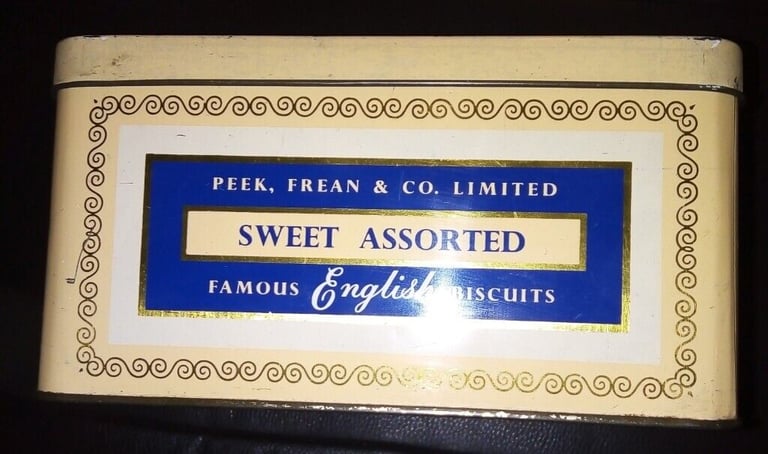 PEEK, FREAN & CO. LIMITED
SWEET ASSORTED
FAMOUS English BISCUITS